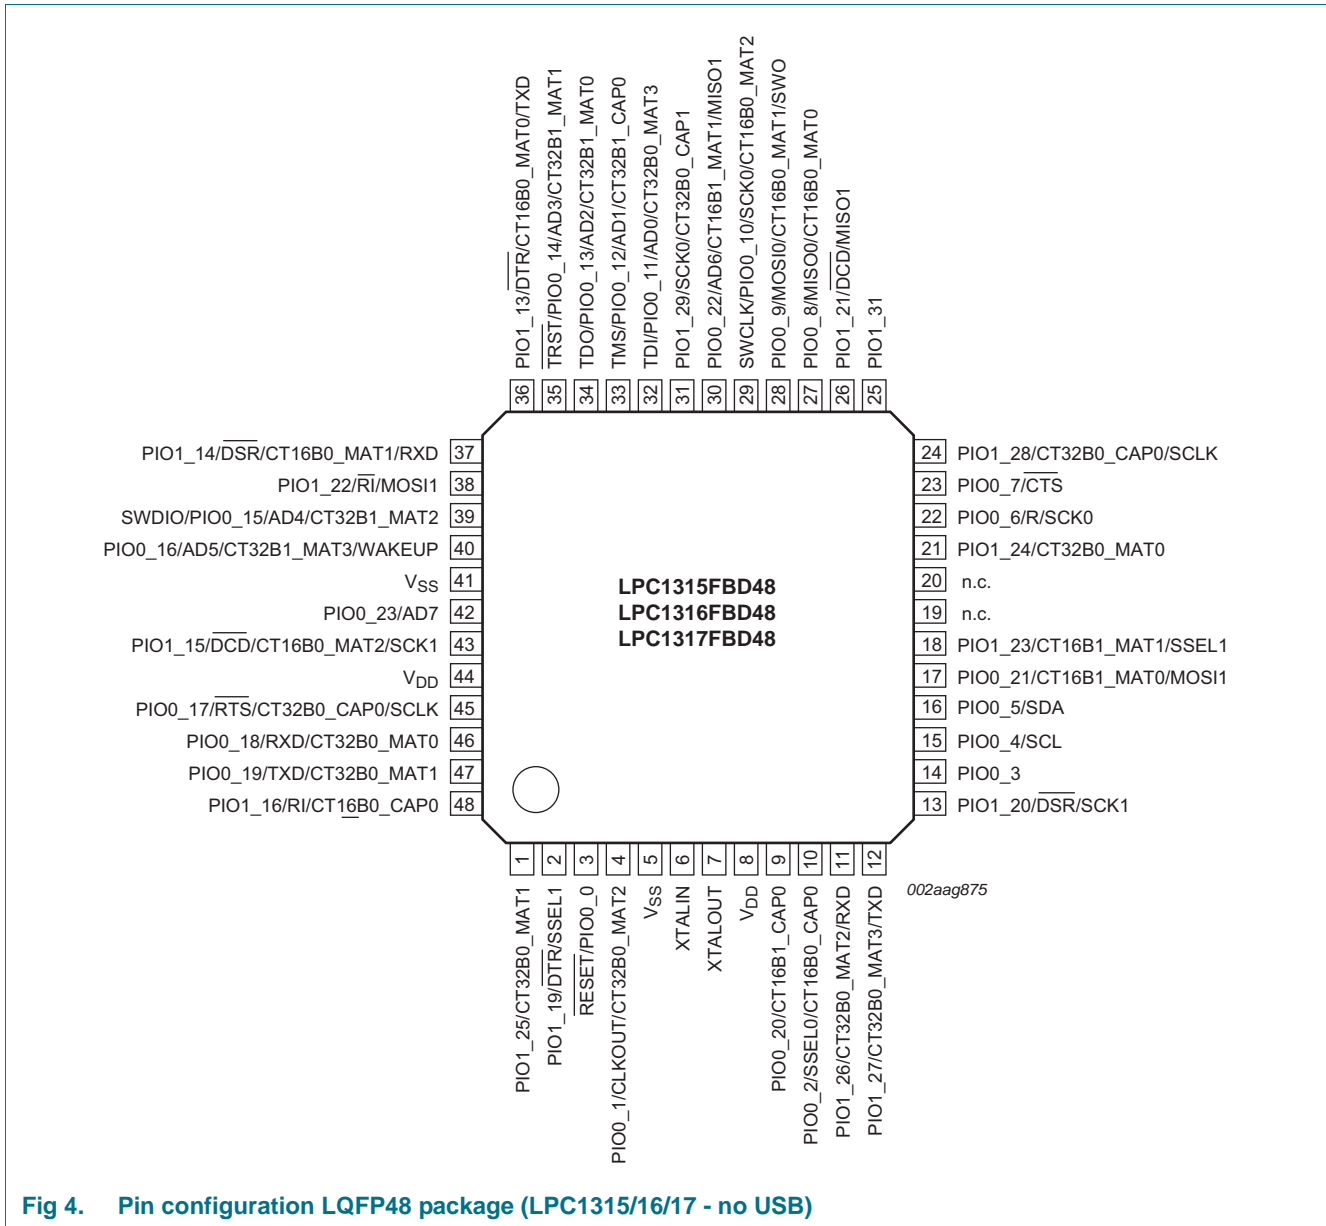 PIO1_13/DTR/CT16B0_MAT0/TXD
TRST/PIO0_14/AD3/CT32B1_MAT1
TDO/PIO0_13/AD2/CT32B1_MAT0
TMS/PIO0_12/AD1/CT32B1_CAP0
TDI/PIO0_11/AD0/CT32B0_MAT3
PIO1_29/SCK0/CT32B0_CAP1
PIO0_22/AD6/CT16B1_MAT1/MISO1
SWCLK/PIO0_10/SCK0/CT16B0_MAT2
PIO0_9/MOSI0/CT16B0_MAT1/SWO
PIO0_8/MISO0/CT16B0_MAT0
PIO1_21/DCD/MISO1
PIO1_31
36 35 34 33 32 31 30 29 28 27 26 25
PIO1_14/DSR/CT16B0_MAT1/RXD 37
PIO1_22/RI/MOSI1 38
SWDIO/PIO0_15/AD4/CT32B1_MAT2 39
PIO0_16/AD5/CT32B1_MAT3/WAKEUP 40
VSS 41
PIO0_23/AD7 42
PIO1_15/DCD/CT16B0_MAT2/SCK1 43
VDD 44
PIO0_17/RTS/CT32B0_CAP0/SCLK 45
PIO0_18/RXD/CT32B0_MAT0 46
PIO0_19/TXD/CT32B0_MAT1 47
PIO1_16/RI/CT16B0_CAP0 48
LPC1315FBD48
LPC1316FBD48
LPC1317FBD48
24 PIO1_28/CT32B0_CAP0/SCLK
23 PIO0_7/CTS
22 PIO0_6/R/SCK0
21 PIO1_24/CT32B0_MAT0
20 n.c.
19 n.c.
18 PIO1_23/CT16B1_MAT1/SSEL1
17 PIO0_21/CT16B1_MAT0/MOSI1
16 PIO0_5/SDA
15 PIO0_4/SCL
14 PIO0_3
13 PIO1_20/DSR/SCK1
1 2 3 4 5 6 7 8 9 10 11 12
PIO1_25/CT32B0_MAT1
PIO1_19/DTR/SSEL1
RESET/PIO0_0
PIO0_1/CLKOUT/CT32B0_MAT2
VSS
XTALIN
XTALOUT
VDD
PIO0_20/CT16B1_CAP0
PIO0_2/SSEL0/CT16B0_CAP0
PIO1_26/CT32B0_MAT2/RXD
PIO1_27/CT32B0_MAT3/TXD
002aag875
Fig 4. Pin configuration LQFP48 package (LPC1315/16/17 - no USB)